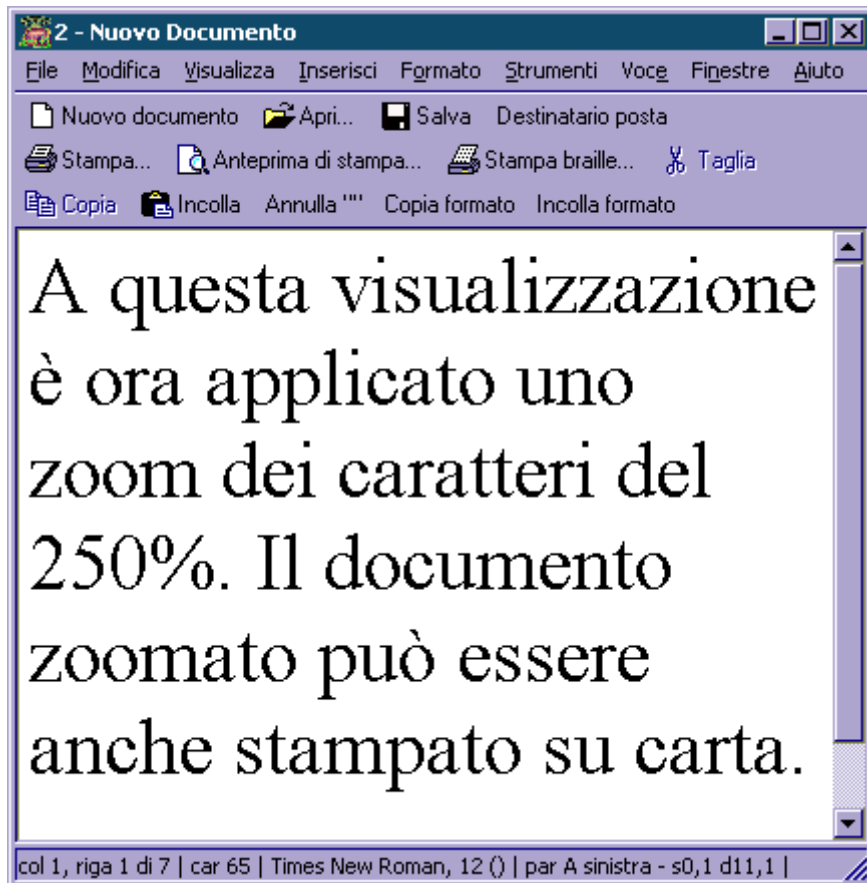 2 - Nuovo Documento
File Modifica Visualizza Inserisci Formato Strumenti Voce Finestre Aiuto
Nuovo documento Apri... Salva Destinatario posta
Stampa... Anteprima di stampa... Stampa braille... Taglia
Copia Incolla Annulla "" Copia formato Incolla formato
A questa visualizzazione
è ora applicato uno
zoom dei caratteri del
250%. Il documento
zoomato può essere
anche stampato su carta.
col 1, riga 1 di 7 | car 65 | Times New Roman, 12 () | par A sinistra - s0,1 d11,1 |